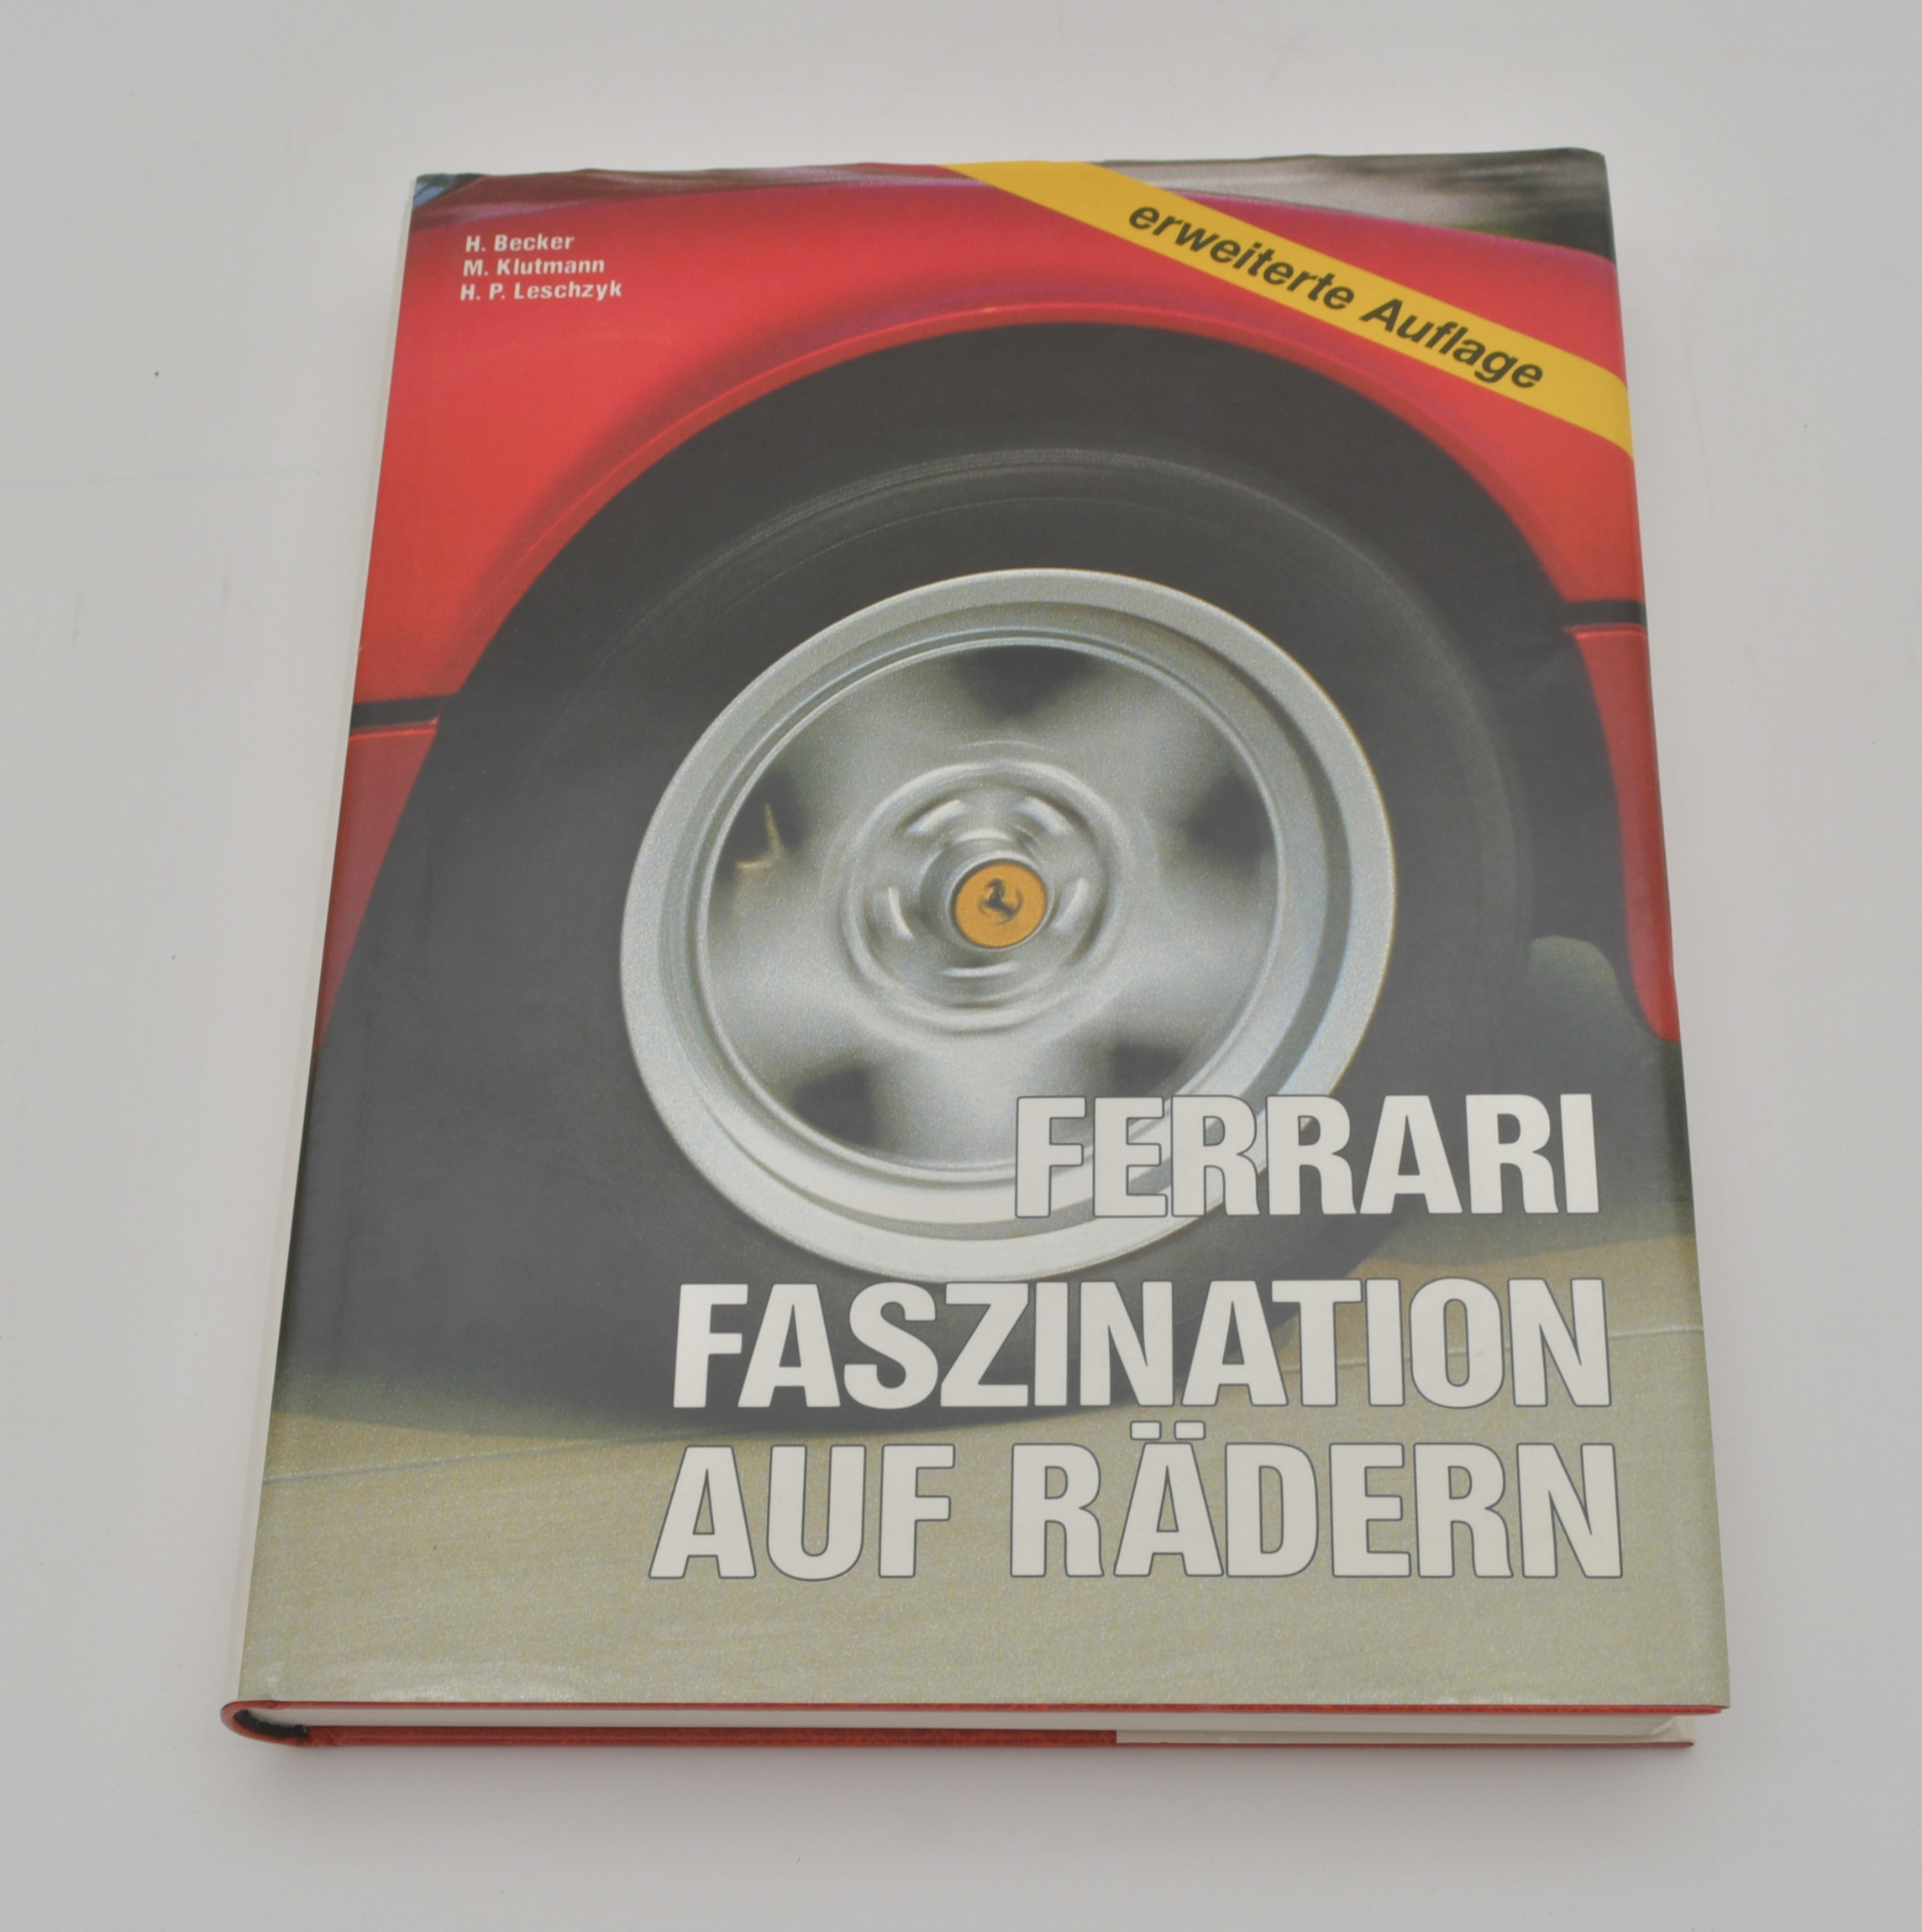 H. Becker
M. Klutmann
H. P. Leschzyk
erweiterte Auflage
FERRARI
FASZINATION
AUF RÄDERN